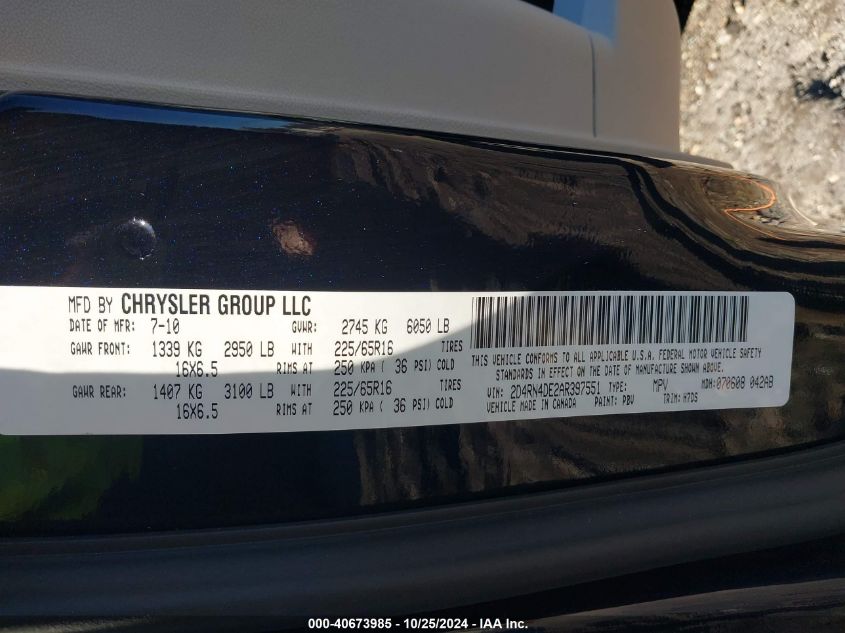 MFD BY CHRYSLER GROUP LLC
DATE OF MFR: 7-10 GVWR: 2745 KG 6050 LB
GAWR FRONT: 1339 KG 2950 LB WITH 225/65R16 TIRES
16X6.5 RIMS AT 250 KPA ( 36 PSI) COLD
GAWR REAR: 1407 KG 3100 LB WITH 225/65R16 TIRES
16X6.5 RIMS AT 250 KPA ( 36 PSI) COLD
THIS VEHICLE CONFORMS TO ALL APPLICABLE U.S.A. FEDERAL MOTOR VEHICLE SAFETY
STANDARDS IN EFFECT ON THE DATE OF MANUFACTURE SHOWN ABOVE.
VIN: 2D4RN4DE2AR397551 TYPE: MPV MDH: 070608 042AB
VEHICLE MADE IN CANADA PAINT: PBV TRIM: H7DS
000-40673985 - 10/25/2024 - IAA Inc.